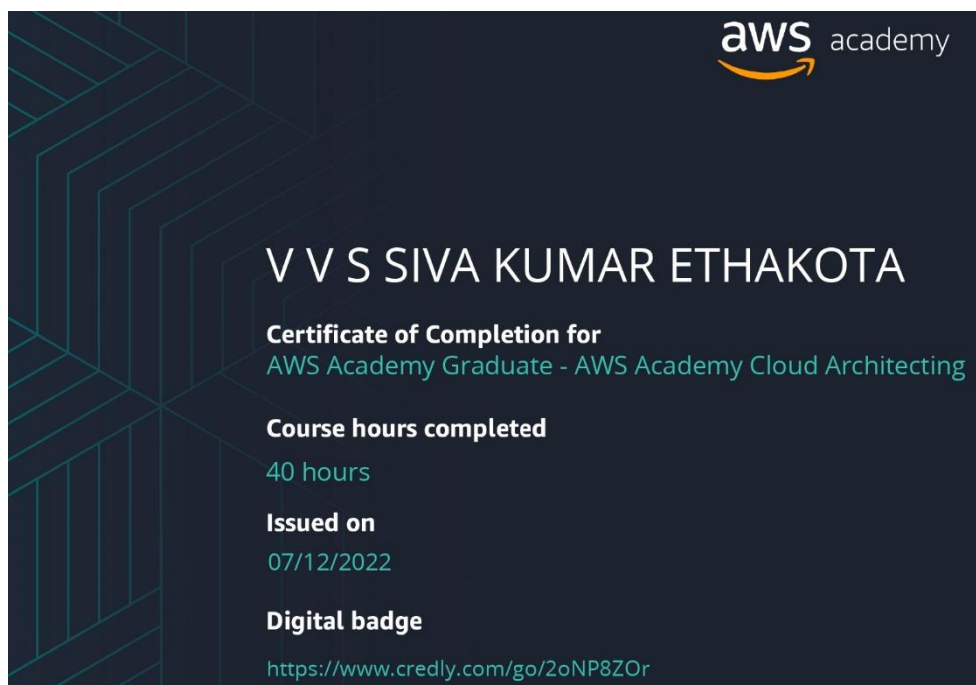 aws academy
V V S SIVA KUMAR ETHAKOTA
Certificate of Completion for
AWS Academy Graduate - AWS Academy Cloud Architecting
Course hours completed
40 hours
Issued on
07/12/2022
Digital badge
https://www.credly.com/go/2oNP8ZOr